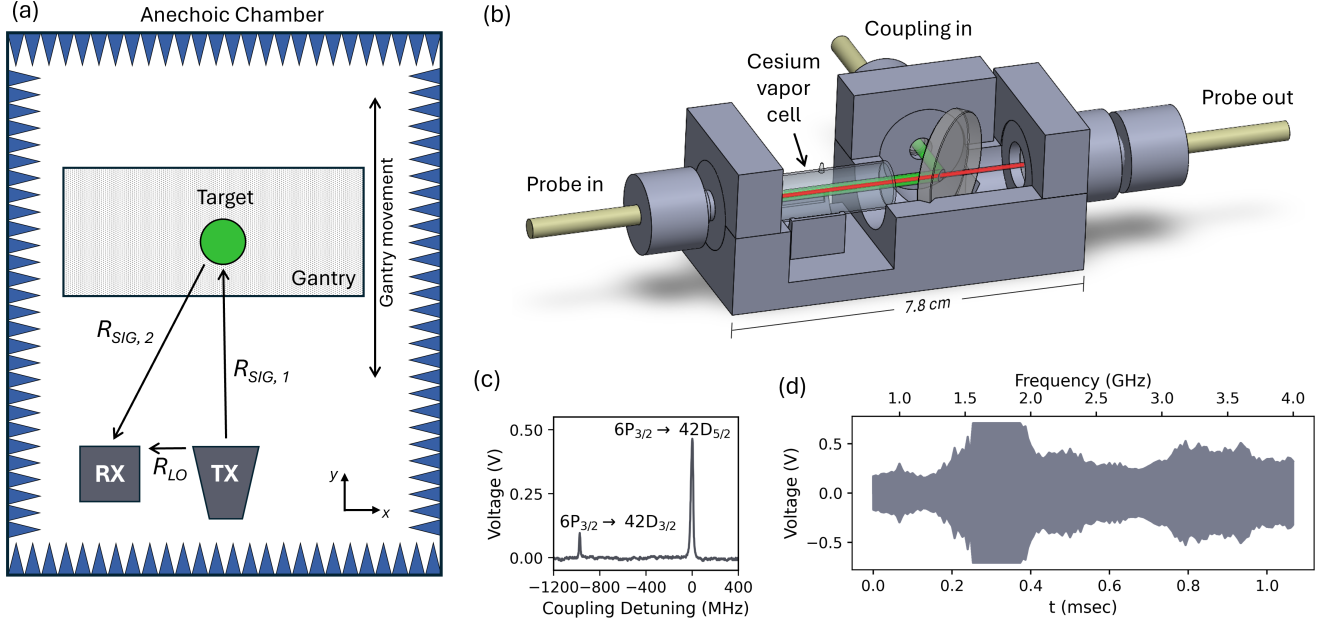 (a)
Anechoic Chamber
Target
Gantry
Gantry movement
R_SIG, 2
R_SIG, 1
R_LO
RX
TX
y
x
(b)
Coupling in
Cesium
vapor
cell
Probe out
Probe in
7.8 cm
(c)
6P_3/2 → 42D_5/2
6P_3/2 → 42D_3/2
0.50
0.25
0.00
Voltage (V)
−1200 −800 −400 0 400
Coupling Detuning (MHz)
(d)
Frequency (GHz)
1.0 1.5 2.0 2.5 3.0 3.5 4.0
0.5
0.0
−0.5
Voltage (V)
0.0 0.2 0.4 0.6 0.8 1.0
t (msec)